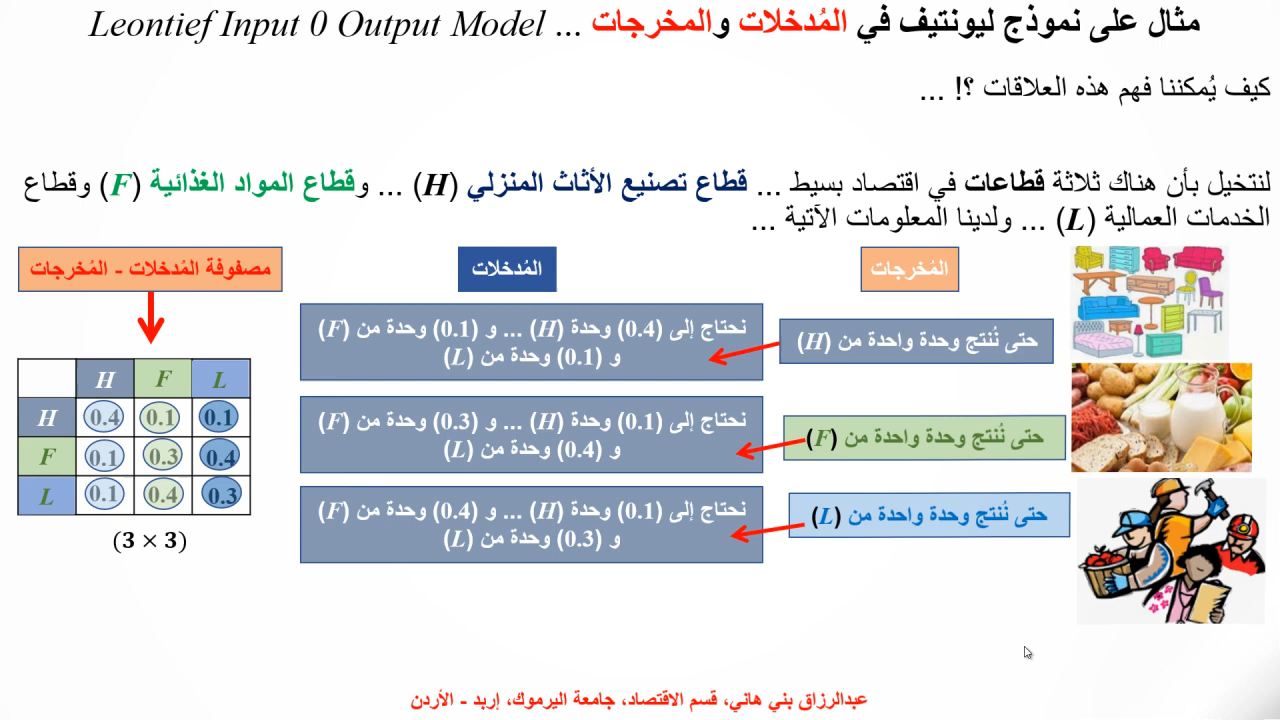 مثال على نموذج ليونتيف في المُدخلات والمخرجات ... Leontief Input 0 Output Model
كيف يُمكننا فهم هذه العلاقات ؟! ...
لنتخيل بأن هناك ثلاثة قطاعات في اقتصاد بسيط ... قطاع تصنيع الأثاث المنزلي (H) ... وقطاع المواد الغذائية (F) وقطاع
الخدمات العمالية (L) ... ولدينا المعلومات الآتية ...
المُخرجات
المُدخلات
مصفوفة المُدخلات - المُخرجات
حتى نُنتج وحدة واحدة من (H)
نحتاج إلى (0.4) وحدة (H) ... و (0.1) وحدة من (F)
و (0.1) وحدة من (L)
حتى نُنتج وحدة واحدة من (F)
نحتاج إلى (0.1) وحدة (H) ... و (0.3) وحدة من (F)
و (0.4) وحدة من (L)
حتى نُنتج وحدة واحدة من (L)
نحتاج إلى (0.1) وحدة (H) ... و (0.4) وحدة من (F)
و (0.3) وحدة من (L)
H F L
H 0.4 0.1 0.1
F 0.1 0.3 0.4
L 0.1 0.4 0.3
(3 × 3)
عبدالرزاق بني هاني، قسم الاقتصاد، جامعة اليرموك، إربد - الأردن